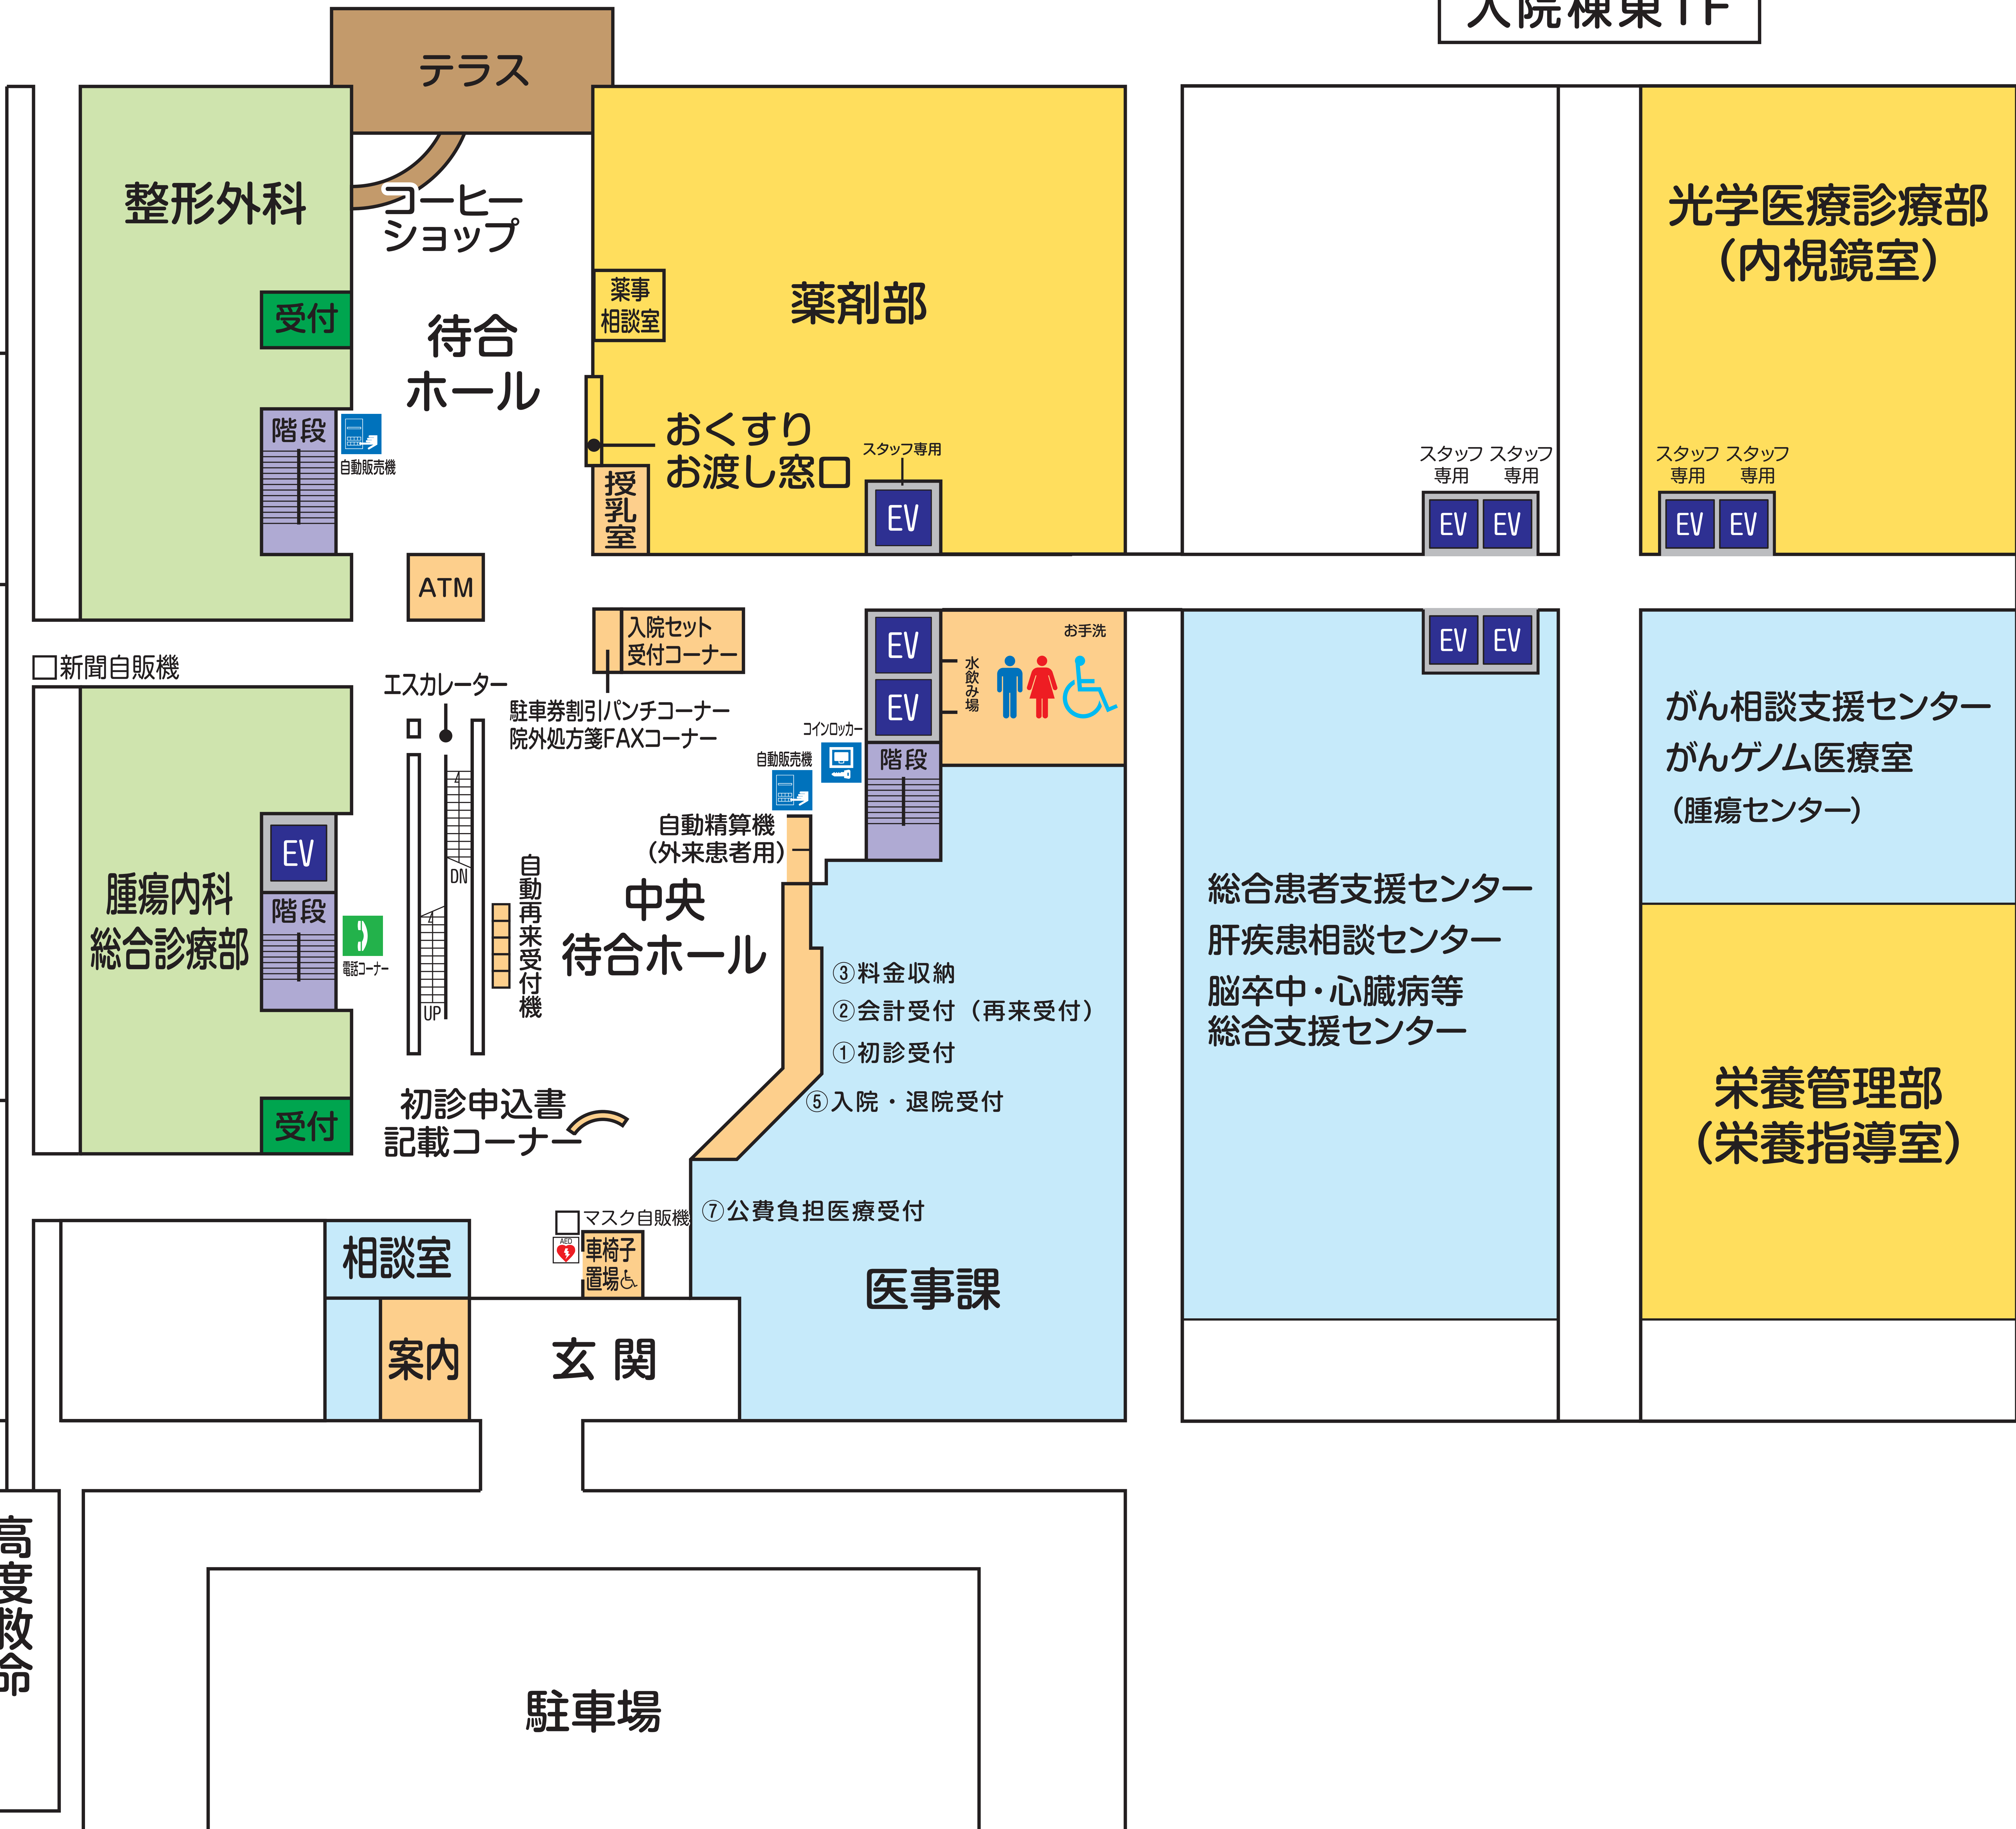 入院棟東1F
テラス
整形外科
コーヒー
ショップ
受付
待合
ホール
薬事
相談室
薬剤部
光学医療診療部
（内視鏡室）
階段
自動販売機
おくすり
お渡し窓口
授乳室
スタッフ専用
EV
スタッフ
専用
スタッフ
専用
EV
EV
スタッフ
専用
スタッフ
専用
EV
EV
ATM
入院セット
受付コーナー
駐車券割引パンチコーナー
院外処方箋FAXコーナー
新聞自販機
エスカレーター
DN
UP
EV
EV
階段
水飲み場
お手洗
コインロッカー
自動販売機
自動精算機
（外来患者用）
EV
EV
がん相談支援センター
がんゲノム医療室
（腫瘍センター）
腫瘍内科
総合診療部
EV
階段
電話コーナー
受付
自動再来受付機
中央
待合ホール
③料金収納
②会計受付（再来受付）
①初診受付
⑤入院・退院受付
⑦公費負担医療受付
医事課
総合患者支援センター
肝疾患相談センター
脳卒中・心臓病等
総合支援センター
栄養管理部
（栄養指導室）
初診申込書
記載コーナー
マスク自販機
AED
車椅子
置場
相談室
案内
玄関
高度救命
駐車場